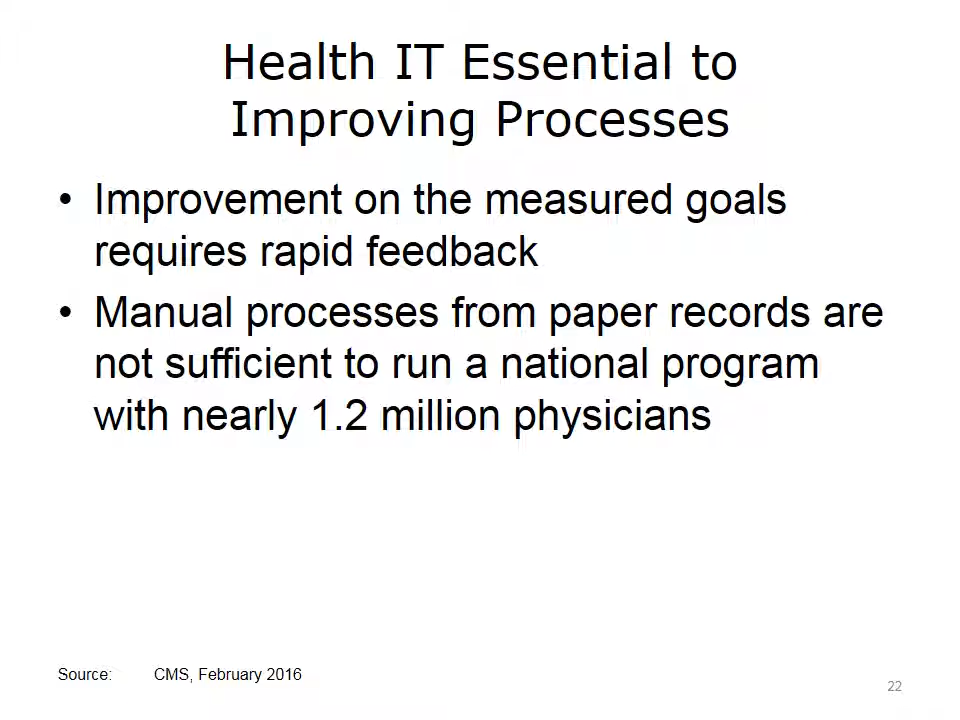 Health IT Essential to
Improving Processes
• Improvement on the measured goals
requires rapid feedback
• Manual processes from paper records are
not sufficient to run a national program
with nearly 1.2 million physicians
Source: CMS, February 2016
22